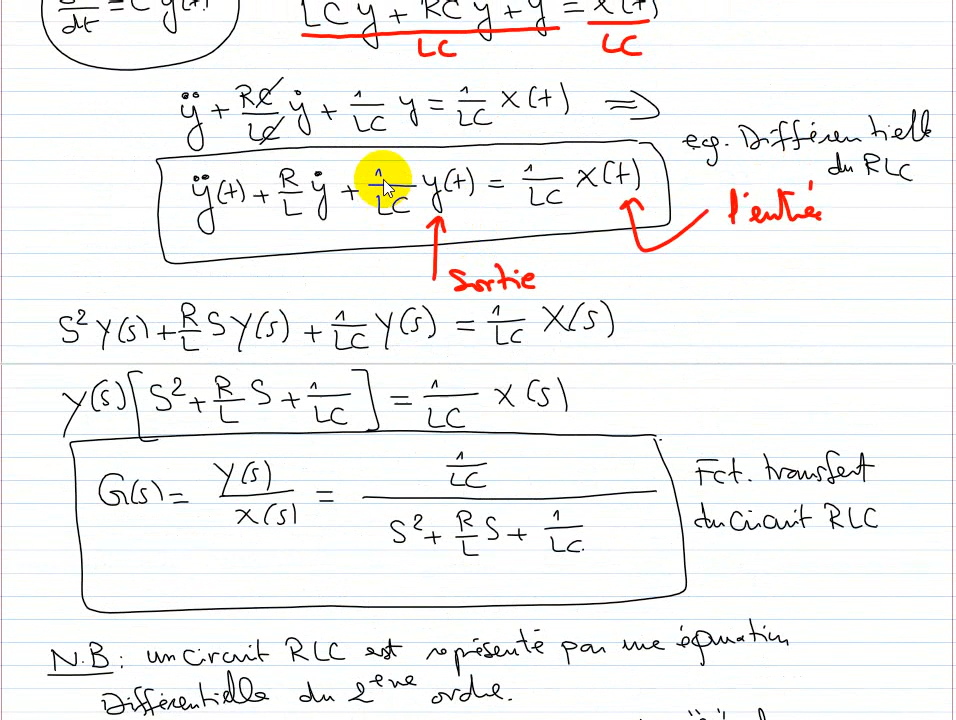 LC ÿ + RC ẏ + y = x(t)
LC LC
ÿ + RC/LC ẏ + 1/LC y = 1/LC x(t) ⇒
eq. Différentielle
du RLC
ÿ(t) + R/L ẏ + 1/LC y(t) = 1/LC x(t)
l'entrée
Sortie
S² Y(s) + R/L S Y(s) + 1/LC Y(s) = 1/LC X(s)
Y(s) [S² + R/L S + 1/LC] = 1/LC X(s)
G(s) = Y(s)/X(s) = 1/LC / S² + R/L S + 1/LC
Fct. transfert
du Circuit RLC
N.B : un Circuit RLC est représenté par une équation
Différentielle du 2ème ordre.